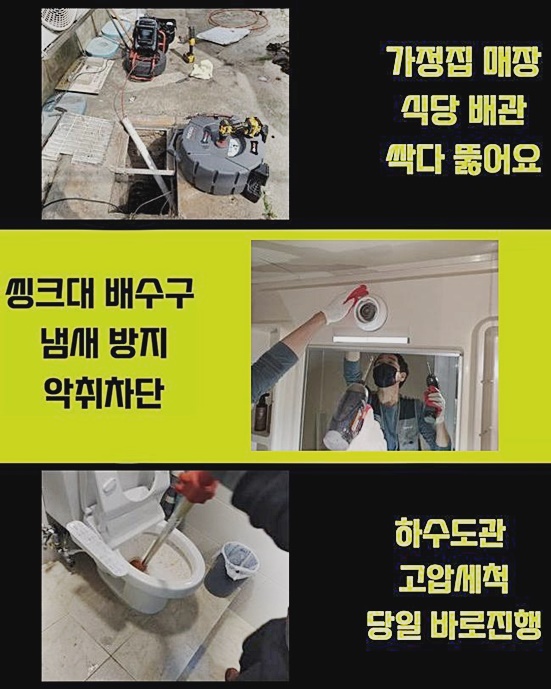 가정집 매장
식당 배관
싹다 뚫어요
씽크대 배수구
냄새 방지
악취차단
하수도관
고압세척
당일 바로진행